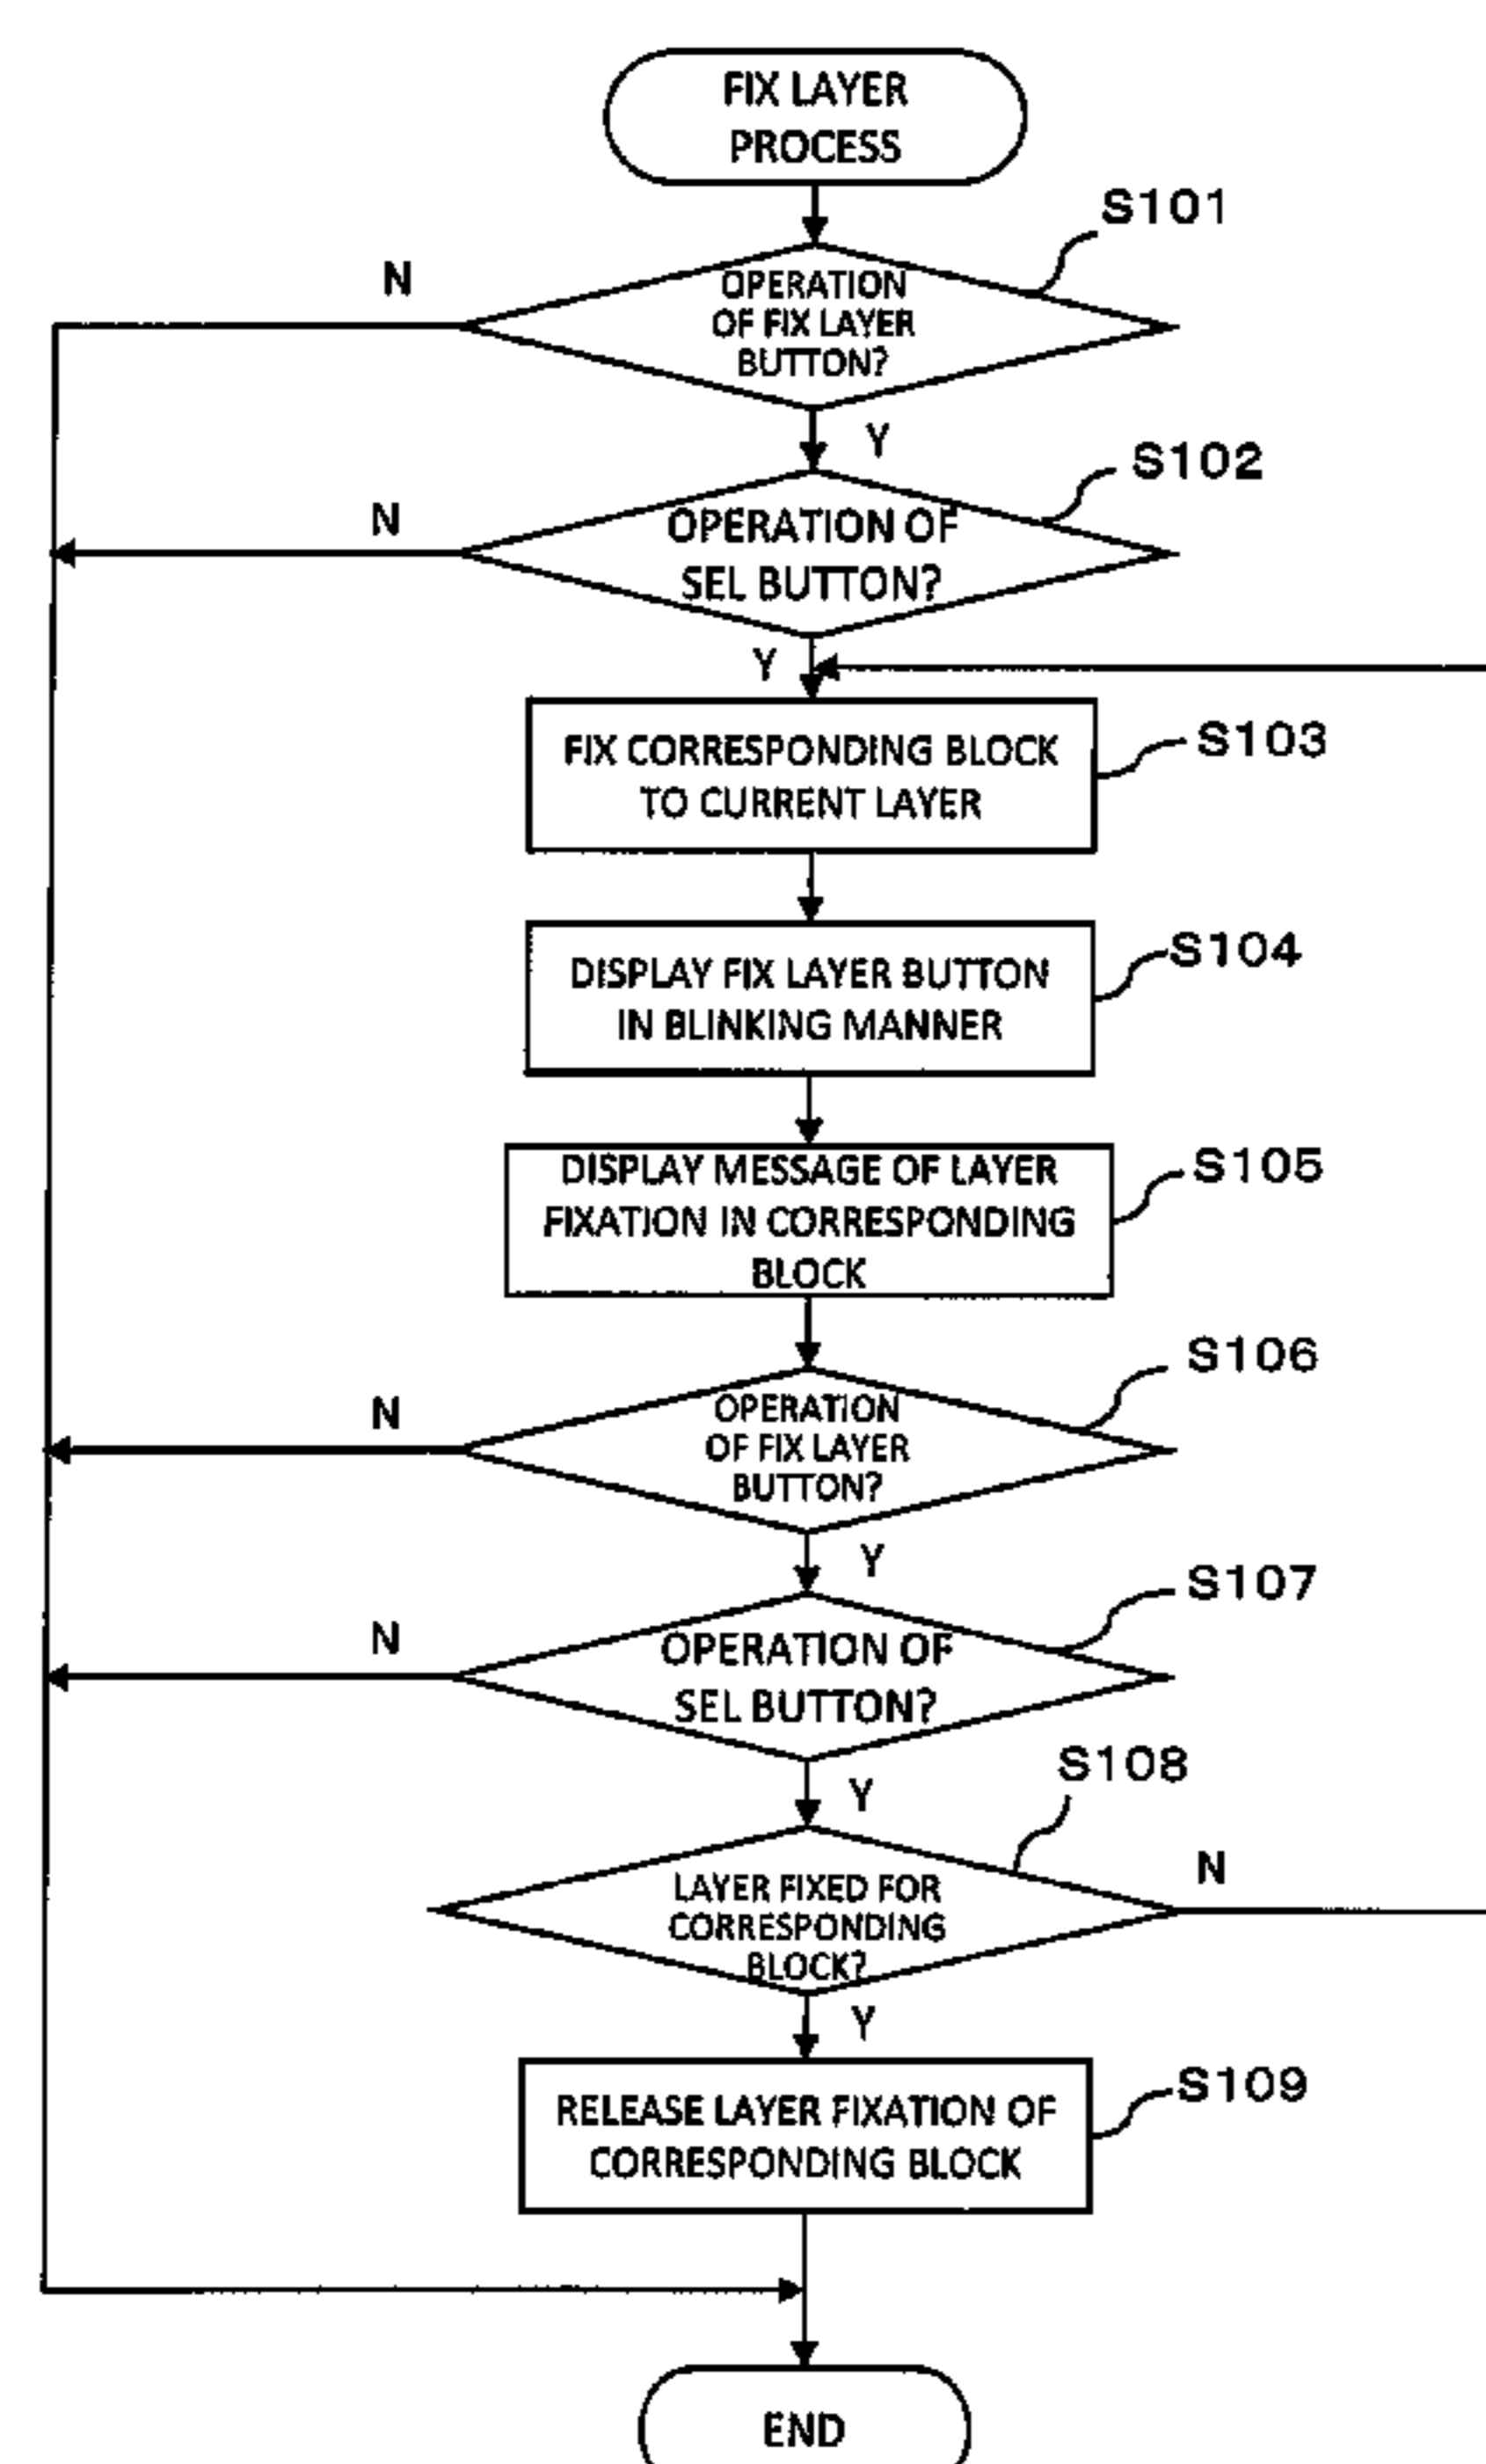 FIX LAYER
PROCESS
S101
N
OPERATION
OF FIX LAYER
BUTTON?
Y
S102
N
OPERATION OF
SEL BUTTON?
Y
S103
FIX CORRESPONDING BLOCK
TO CURRENT LAYER
S104
DISPLAY FIX LAYER BUTTON
IN BLINKING MANNER
S105
DISPLAY MESSAGE OF LAYER
FIXATION IN CORRESPONDING
BLOCK
S106
N
OPERATION
OF FIX LAYER
BUTTON?
Y
S107
N
OPERATION OF
SEL BUTTON?
Y
S108
N
LAYER FIXED FOR
CORRESPONDING
BLOCK?
Y
S109
RELEASE LAYER FIXATION OF
CORRESPONDING BLOCK
END